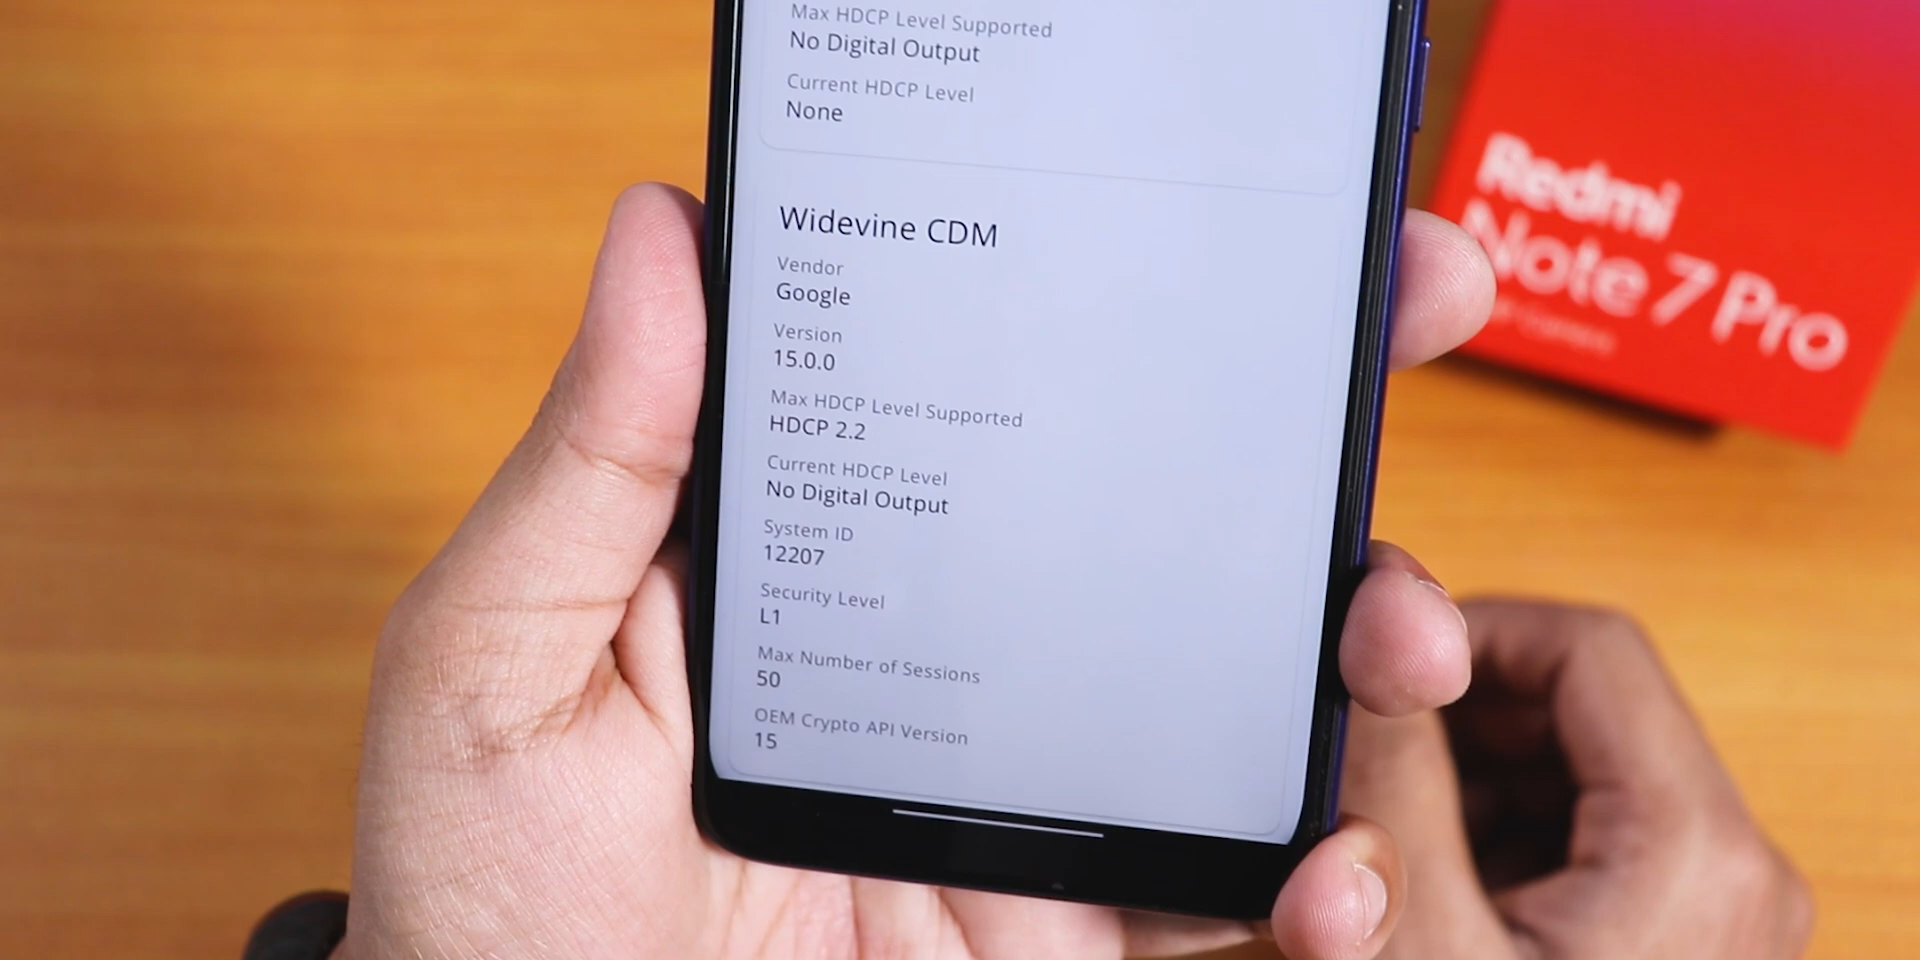 Max HDCP Level Supported
No Digital Output
Current HDCP Level
None
Widevine CDM
Vendor
Google
Version
15.0.0
Max HDCP Level Supported
HDCP 2.2
Current HDCP Level
No Digital Output
System ID
12207
Security Level
L1
Max Number of Sessions
50
OEM Crypto API Version
15
Redmi
Note 7 Pro